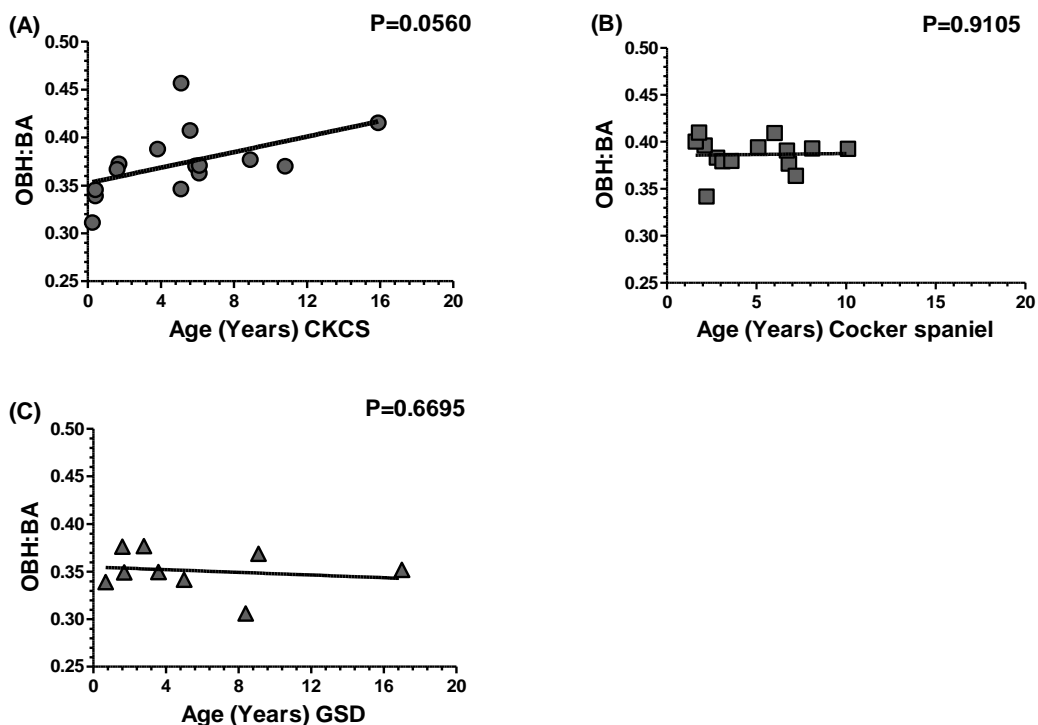 (A)
P=0.0560
0.50
0.45
0.40
0.35
0.30
0.25
OBH:BA
0 4 8 12 16 20
Age (Years) CKCS
(B)
P=0.9105
0.50
0.45
0.40
0.35
0.30
0.25
OBH:BA
0 5 10 15 20
Age (Years) Cocker spaniel
(C)
P=0.6695
0.50
0.45
0.40
0.35
0.30
0.25
OBH:BA
0 4 8 12 16 20
Age (Years) GSD